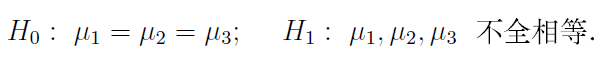 H₀ : μ₁ = μ₂ = μ₃; H₁ : μ₁, μ₂, μ₃ 不全相等.